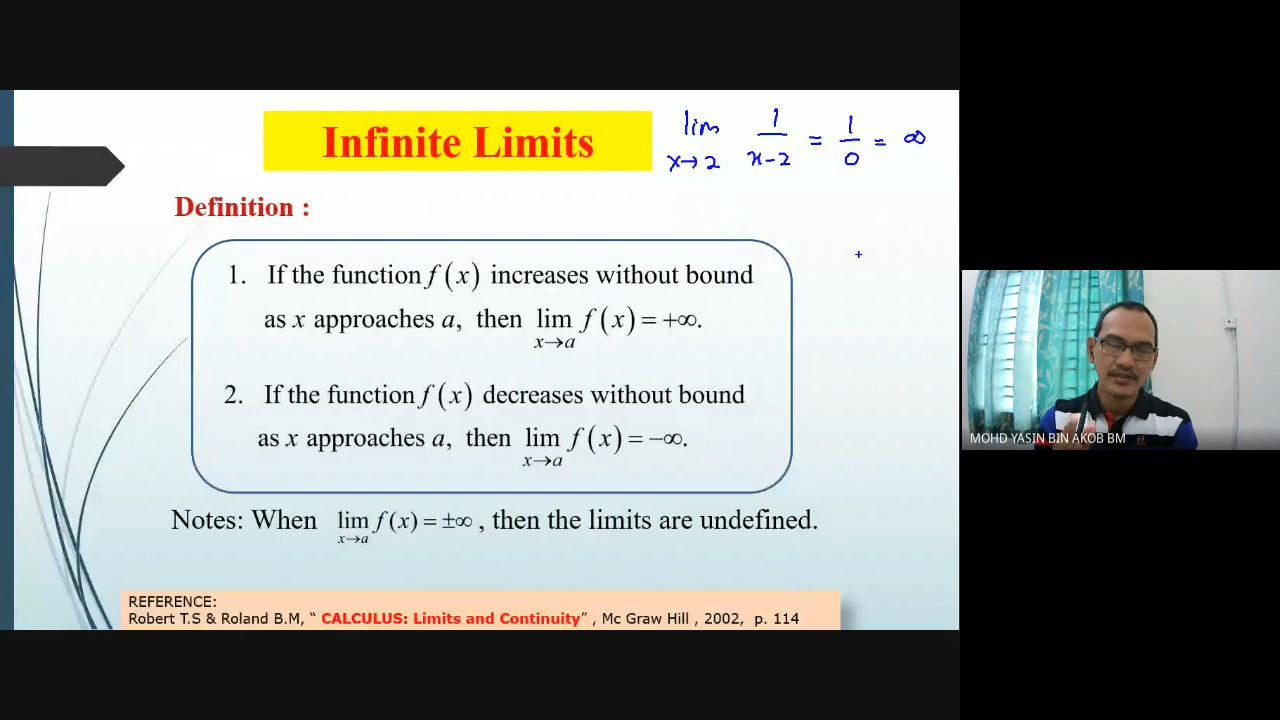 Infinite Limits
lim x→2 1/(x-2) = 1/0 = ∞
Definition :
1. If the function f(x) increases without bound
as x approaches a, then lim x→a f(x) = +∞.
2. If the function f(x) decreases without bound
as x approaches a, then lim x→a f(x) = −∞.
Notes: When lim x→a f(x) = ±∞ , then the limits are undefined.
REFERENCE:
Robert T.S & Roland B.M, “ CALCULUS: Limits and Continuity” , Mc Graw Hill , 2002, p. 114
MOHD YASIN BIN AKOB BM